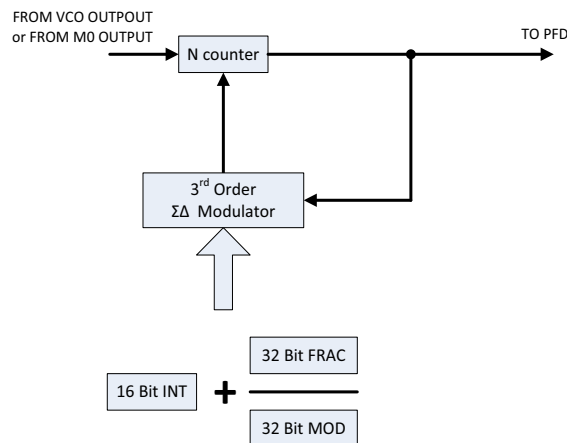 FROM VCO OUTPOUT
or FROM M0 OUTPUT
TO PFD
N counter
3rd Order
ΣΔ Modulator
32 Bit FRAC
16 Bit INT +
32 Bit MOD